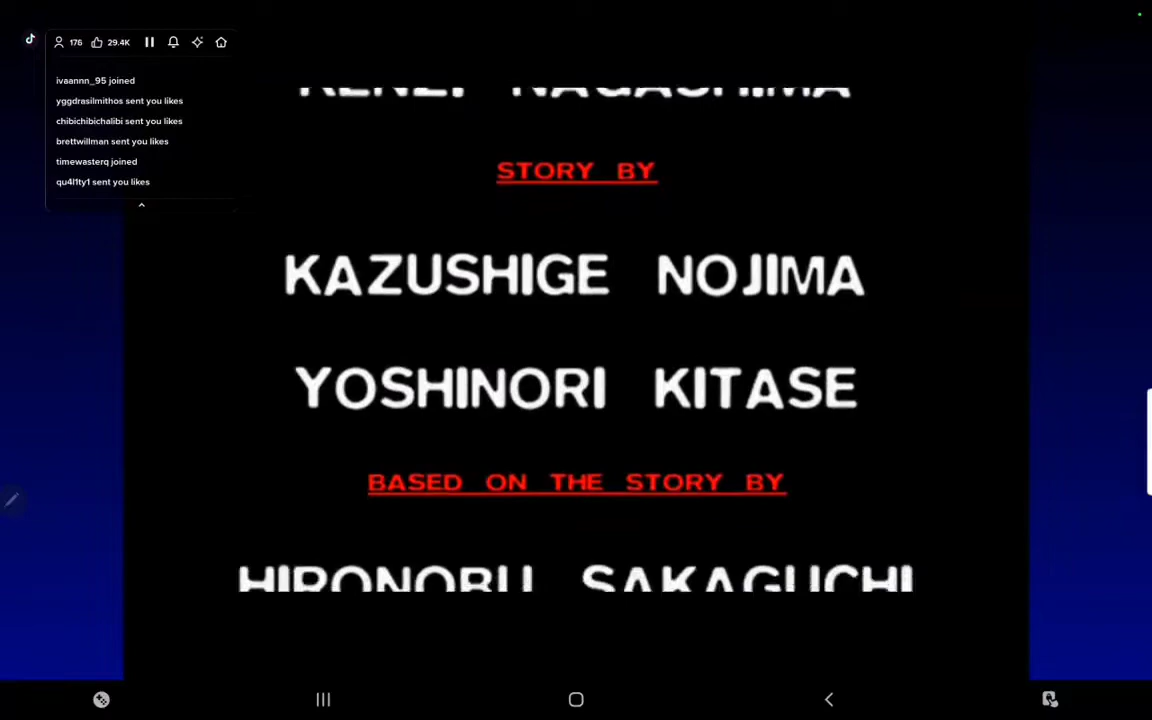 176 29.4K
ivaannn_95 joined
yggdrasilmithos sent you likes
chibichibichalibi sent you likes
brettwillman sent you likes
timewasterq joined
qu4l1ty1 sent you likes
NAGASHIMA
STORY BY
KAZUSHIGE NOJIMA
YOSHINORI KITASE
BASED ON THE STORY BY
HIRONOBU SAKAGUCHI